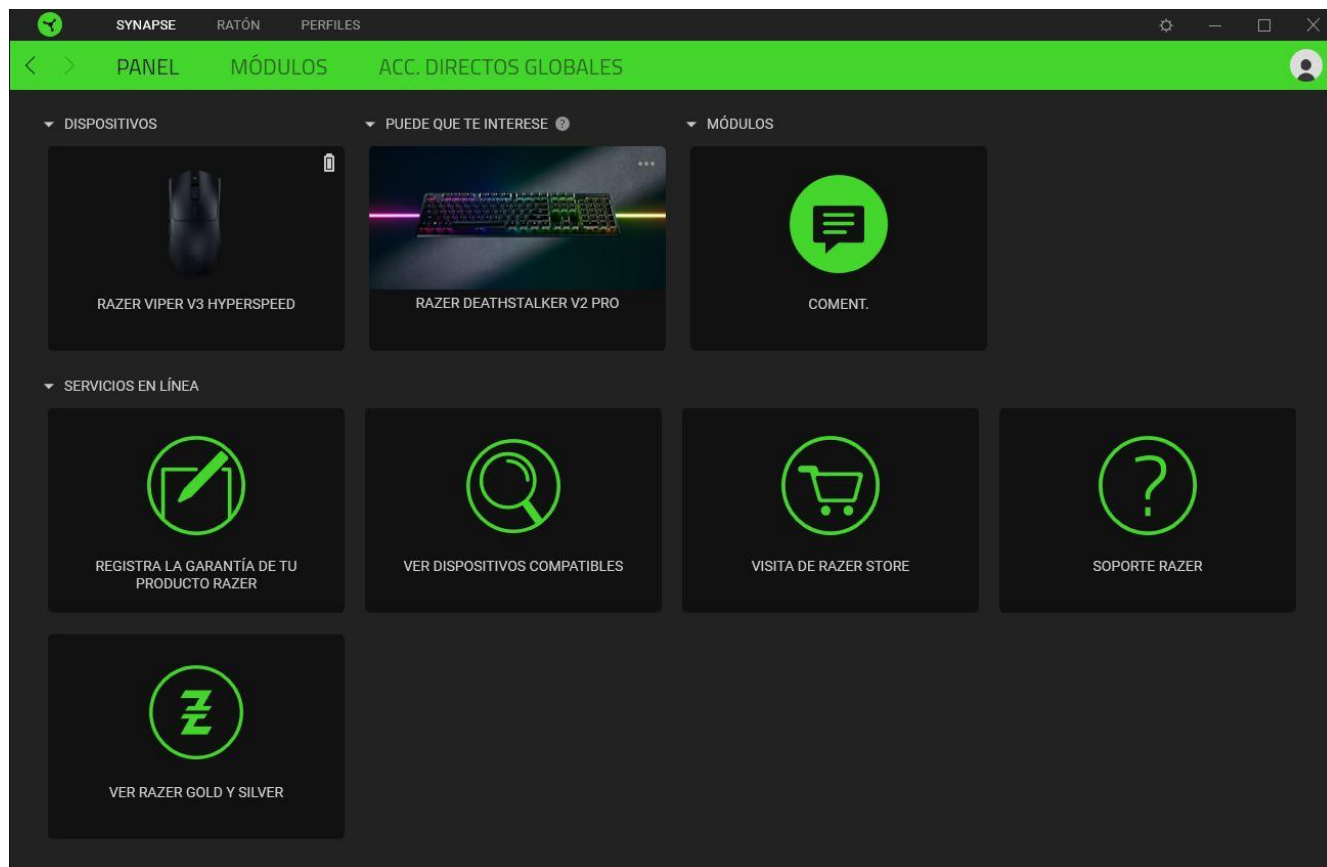 SYNAPSE RATÓN PERFILES
PANEL MÓDULOS ACC. DIRECTOS GLOBALES
DISPOSITIVOS
PUEDE QUE TE INTERESE ?
MÓDULOS
RAZER VIPER V3 HYPERSPEED
RAZER DEATHSTALKER V2 PRO
COMENT.
SERVICIOS EN LÍNEA
REGISTRA LA GARANTÍA DE TU
PRODUCTO RAZER
VER DISPOSITIVOS COMPATIBLES
VISITA DE RAZER STORE
SOPORTE RAZER
VER RAZER GOLD Y SILVER